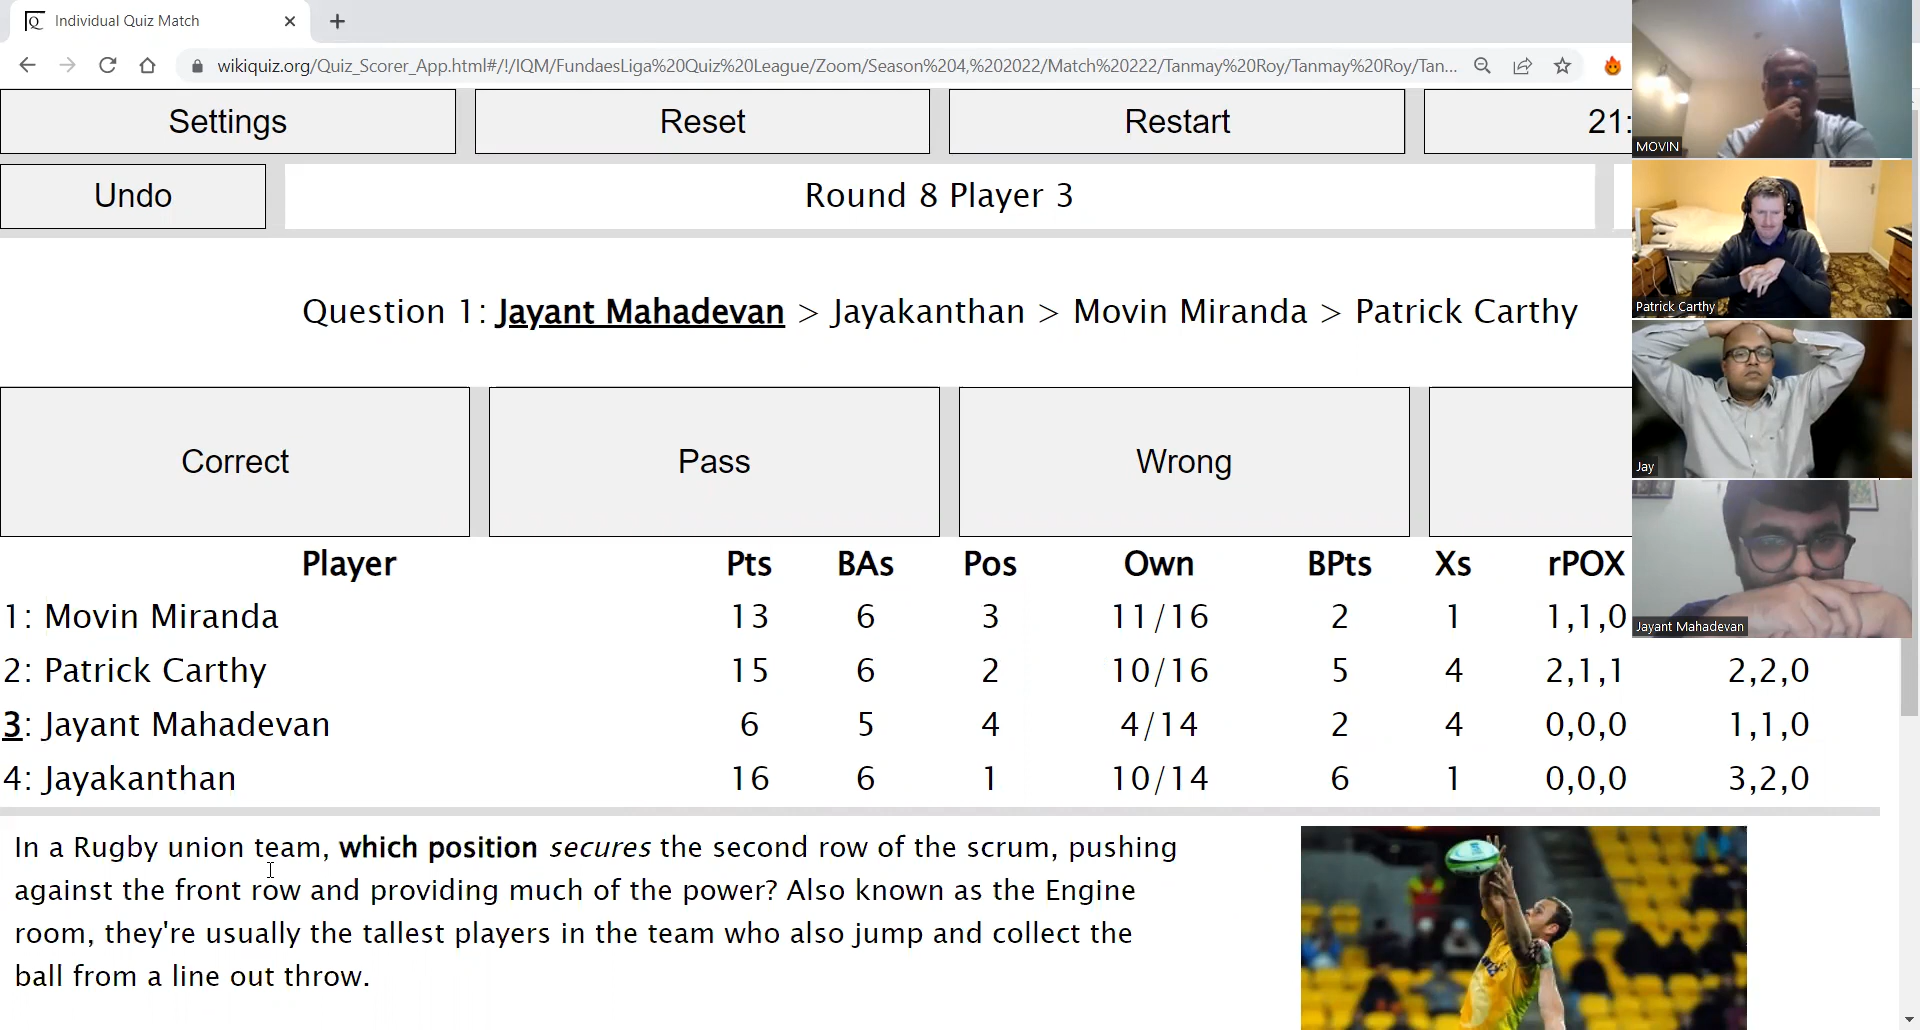 Individual Quiz Match
wikiquiz.org/Quiz_Scorer_App.html#/!/IQM/FundaesLiga%20Quiz%20League/Zoom/Season%204,%202022/Match%20222/Tanmay%20Roy/Tanmay%20Roy/Tan...
Settings
Reset
Restart
21:
Undo
Round 8 Player 3
Question 1: Jayant Mahadevan > Jayakanthan > Movin Miranda > Patrick Carthy
Correct
Pass
Wrong
Player Pts BAs Pos Own BPts Xs rPOX
1: Movin Miranda 13 6 3 11/16 2 1 1,1,0
2: Patrick Carthy 15 6 2 10/16 5 4 2,1,1 2,2,0
3: Jayant Mahadevan 6 5 4 4/14 2 4 0,0,0 1,1,0
4: Jayakanthan 16 6 1 10/14 6 1 0,0,0 3,2,0
In a Rugby union team, which position secures the second row of the scrum, pushing
against the front row and providing much of the power? Also known as the Engine
room, they're usually the tallest players in the team who also jump and collect the
ball from a line out throw.
MOVIN
Patrick Carthy
Jay
Jayant Mahadevan